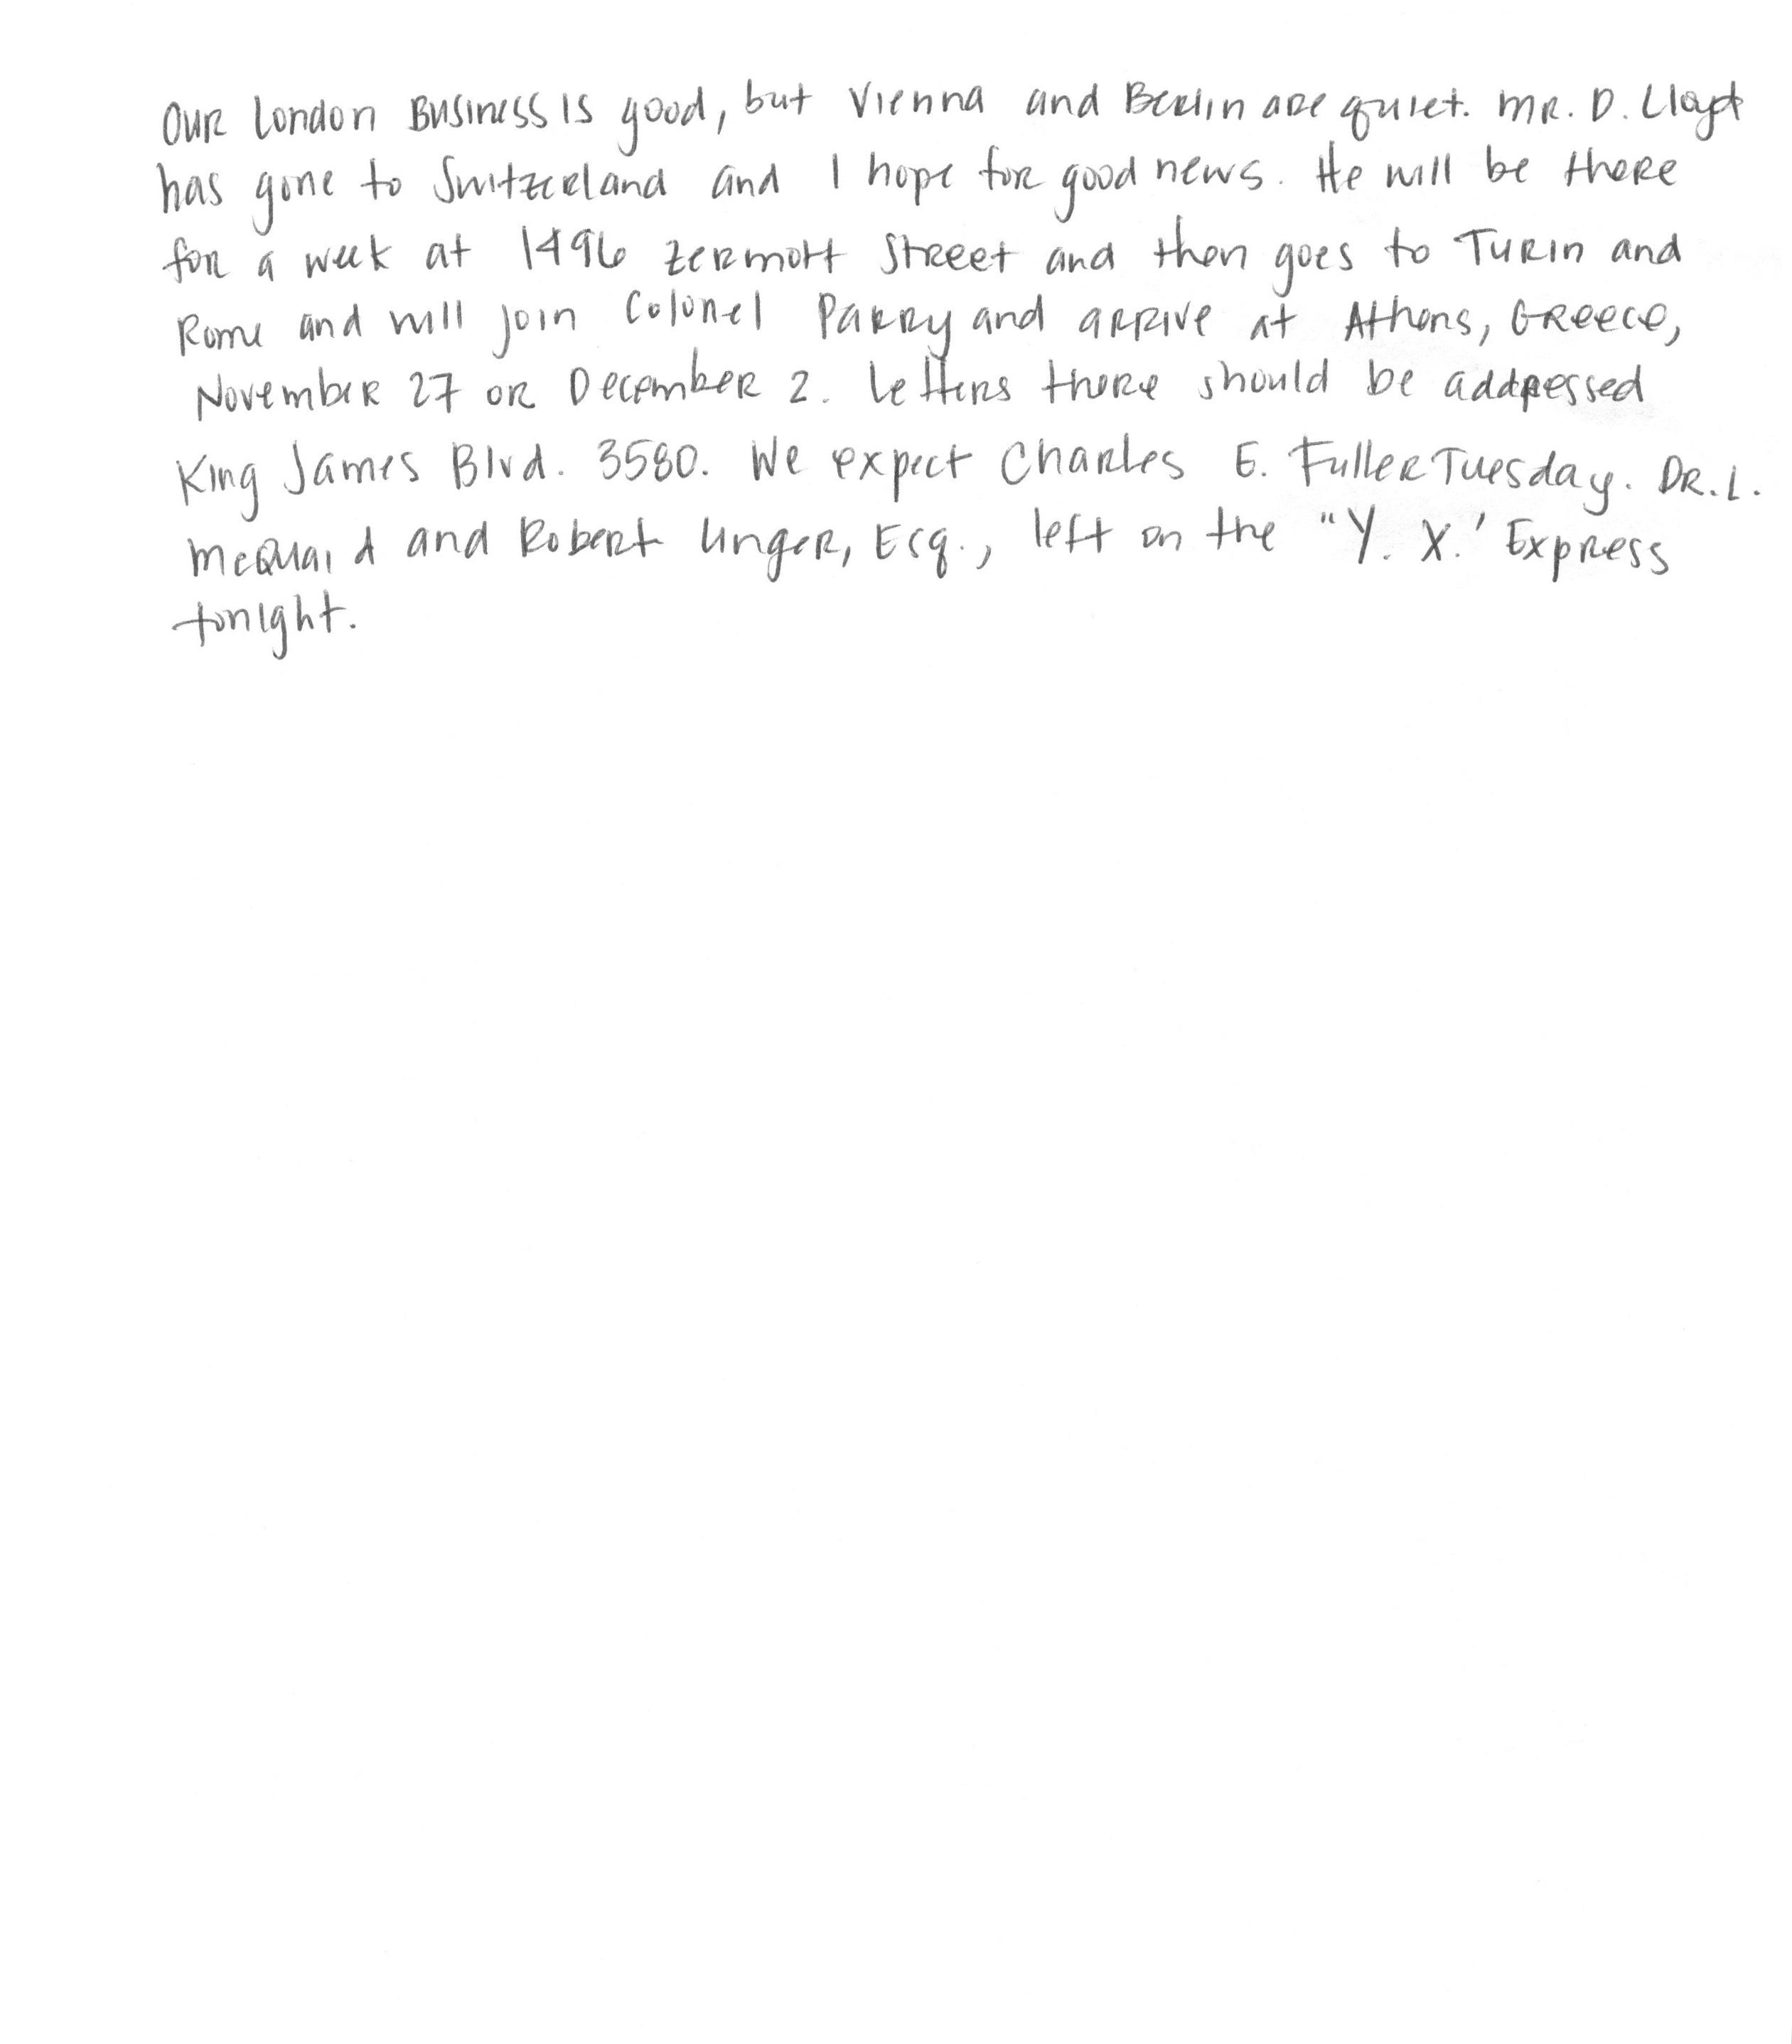 Our London Business is good, but Vienna and Berlin are quiet. Mr. D. Lloyd
has gone to Switzerland and I hope for good news. He will be there
for a week at 1496 Zermott Street and then goes to Turin and
Rome and will join Colonel Parry and arrive at Athens, Greece,
November 27 or December 2. Letters there should be addressed
King James Blvd. 3580. We expect Charles E. Fuller Tuesday. Dr. L.
McQuaid and Robert Unger, Esq., left on the "Y. X.' Express
tonight.